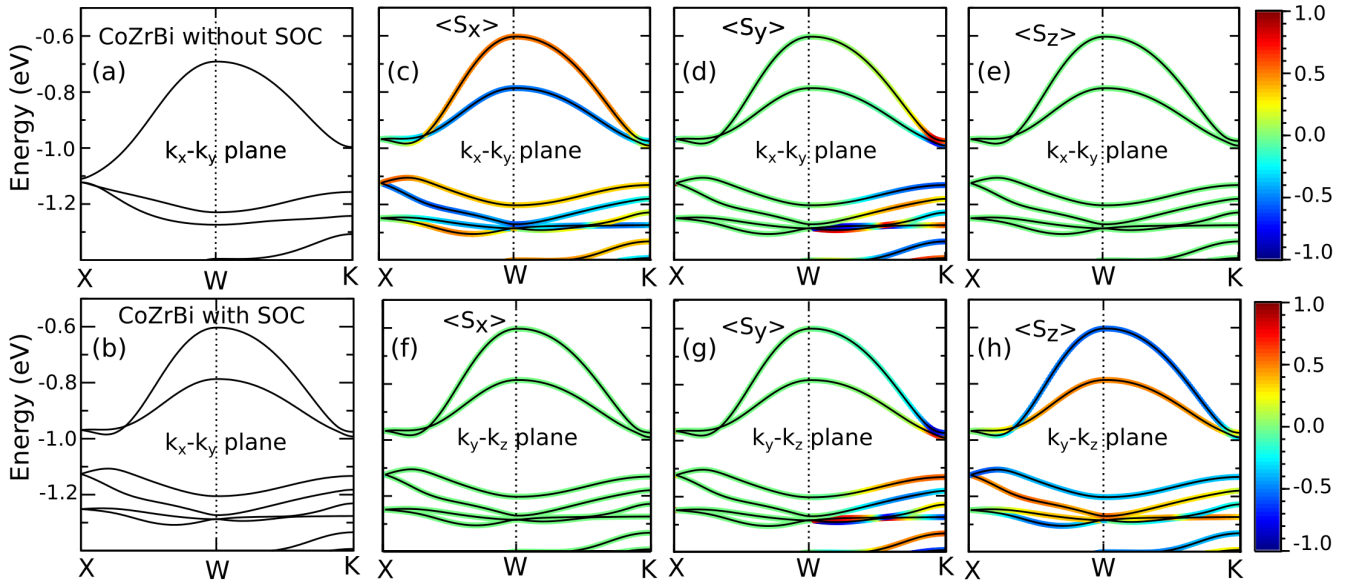 CoZrBi without SOC
(a)
kx-ky plane
Energy (eV)
-0.6
-0.8
-1.0
-1.2
X W K
<Sx>
(c)
kx-ky plane
X W K
<Sy>
(d)
kx-ky plane
X W K
<Sz>
(e)
kx-ky plane
X W K
1.0
0.5
0.0
-0.5
-1.0
CoZrBi with SOC
(b)
kx-ky plane
Energy (eV)
-0.6
-0.8
-1.0
-1.2
X W K
<Sx>
(f)
ky-kz plane
X W K
<Sy>
(g)
ky-kz plane
X W K
<Sz>
(h)
ky-kz plane
X W K
1.0
0.5
0.0
-0.5
-1.0